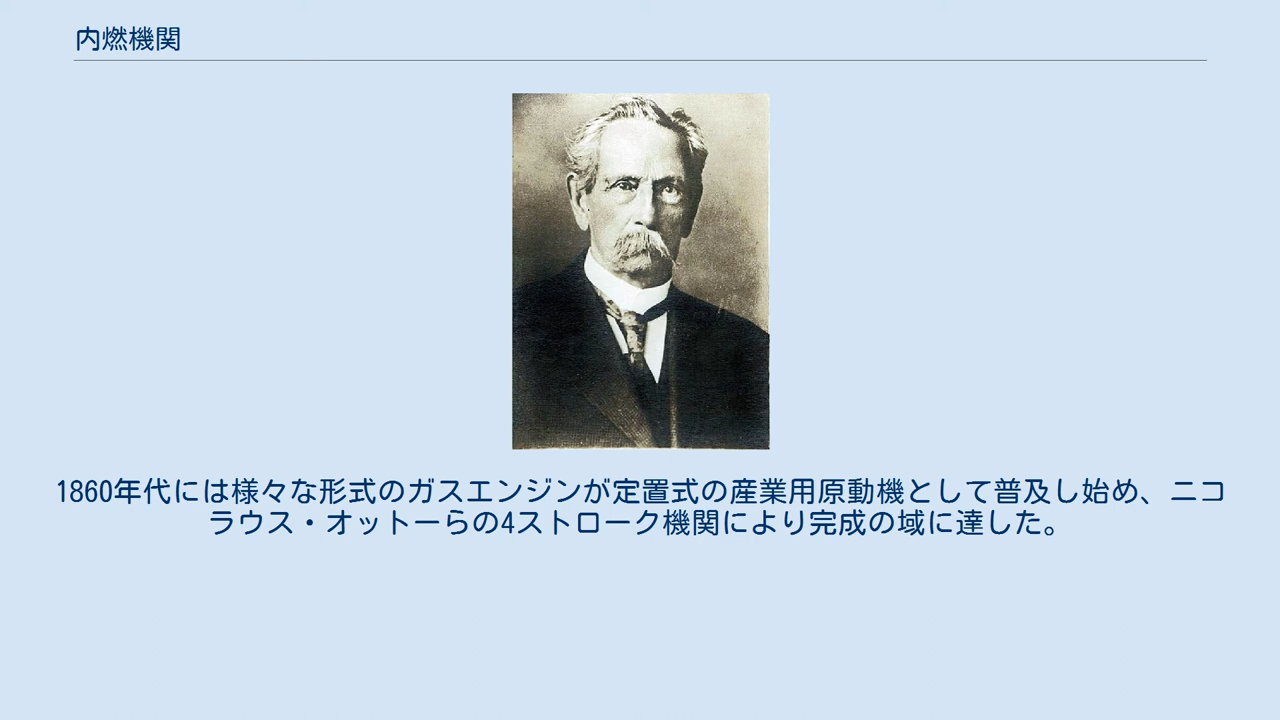 内燃機関
1860年代には様々な形式のガスエンジンが定置式の産業用原動機として普及し始め、ニコ
ラウス・オットーらの4ストローク機関により完成の域に達した。